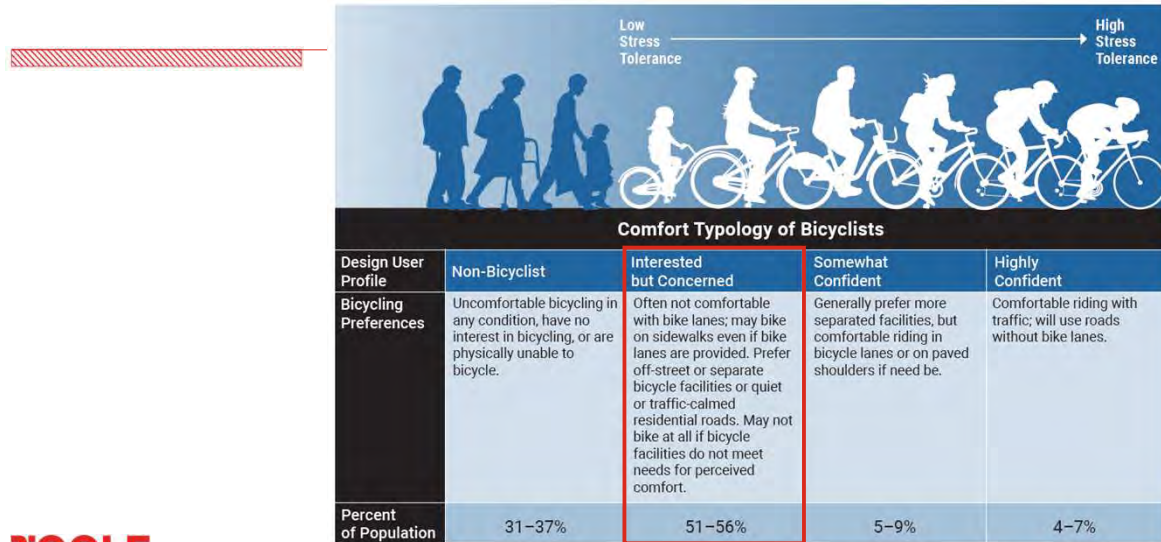 Low
Stress
Tolerance
High
Stress
Tolerance
Comfort Typology of Bicyclists
Design User
Profile
Non-Bicyclist
Interested
but Concerned
Somewhat
Confident
Highly
Confident
Bicycling
Preferences
Uncomfortable bicycling in
any condition, have no
interest in bicycling, or are
physically unable to
bicycle.
Often not comfortable
with bike lanes; may bike
on sidewalks even if bike
lanes are provided. Prefer
off-street or separate
bicycle facilities or quiet
or traffic-calmed
residential roads. May not
bike at all if bicycle
facilities do not meet
needs for perceived
comfort.
Generally prefer more
separated facilities, but
comfortable riding in
bicycle lanes or on paved
shoulders if need be.
Comfortable riding with
traffic; will use roads
without bike lanes.
Percent
of Population
31–37%
51–56%
5–9%
4–7%